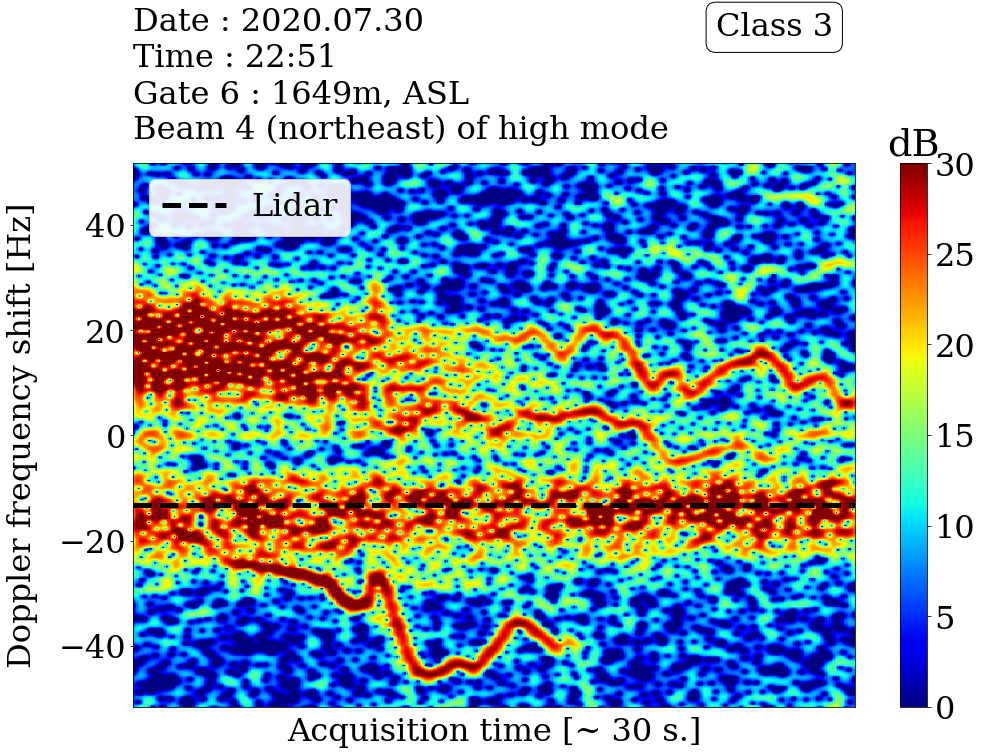 Date : 2020.07.30
Time : 22:51
Gate 6 : 1649m, ASL
Beam 4 (northeast) of high mode
Class 3
dB
Lidar
Doppler frequency shift [Hz]
40
20
0
−20
−40
30
25
20
15
10
5
0
Acquisition time [~ 30 s.]